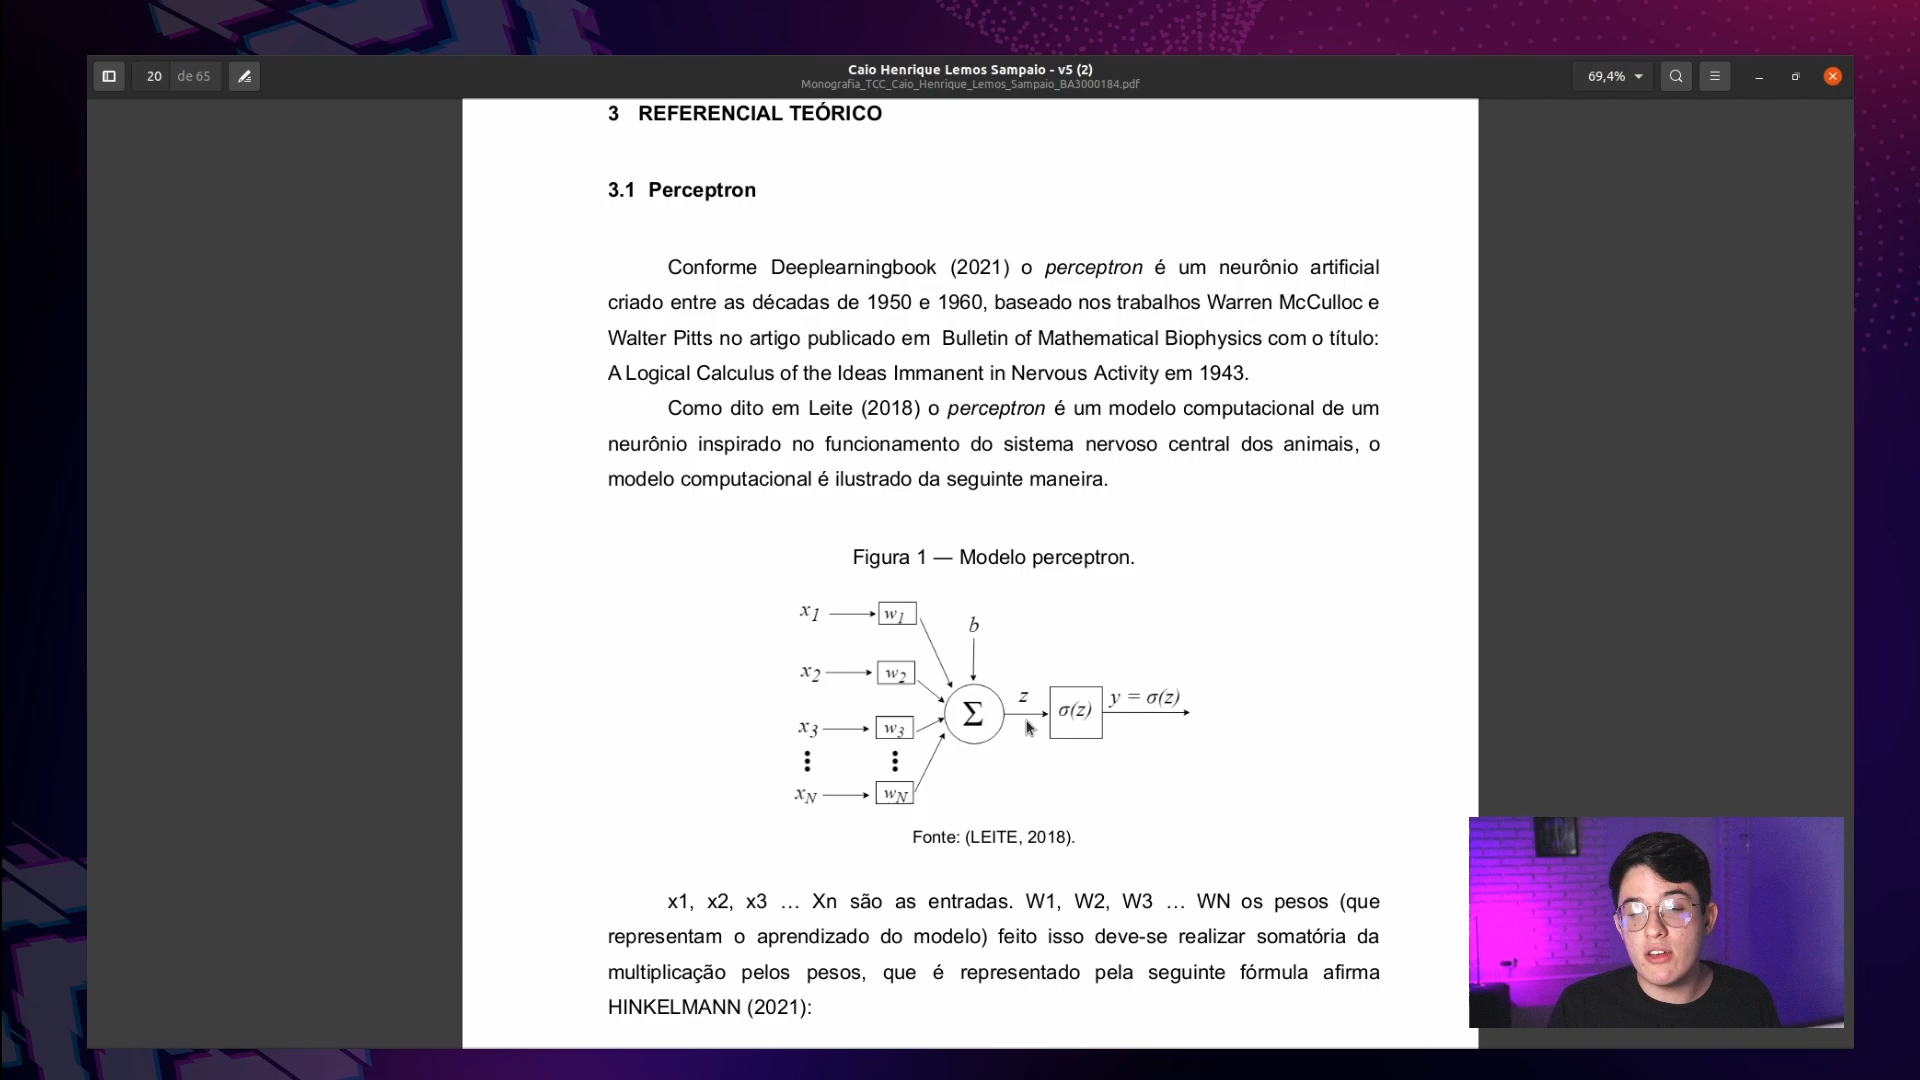 20 de 65
Caio Henrique Lemos Sampaio - v5 (2)
Monografia_TCC_Caio_Henrique_Lemos_Sampaio_BA3000184.pdf
69,4%
3 REFERENCIAL TEÓRICO
3.1 Perceptron
Conforme Deeplearningbook (2021) o perceptron é um neurônio artificial
criado entre as décadas de 1950 e 1960, baseado nos trabalhos Warren McCulloc e
Walter Pitts no artigo publicado em Bulletin of Mathematical Biophysics com o título:
A Logical Calculus of the Ideas Immanent in Nervous Activity em 1943.
Como dito em Leite (2018) o perceptron é um modelo computacional de um
neurônio inspirado no funcionamento do sistema nervoso central dos animais, o
modelo computacional é ilustrado da seguinte maneira.
Figura 1 — Modelo perceptron.
x1 w1
b
x2 w2
z
σ(z)
y = σ(z)
Σ
x3 w3
xN wN
Fonte: (LEITE, 2018).
x1, x2, x3 … Xn são as entradas. W1, W2, W3 … WN os pesos (que
representam o aprendizado do modelo) feito isso deve-se realizar somatória da
multiplicação pelos pesos, que é representado pela seguinte fórmula afirma
HINKELMANN (2021):